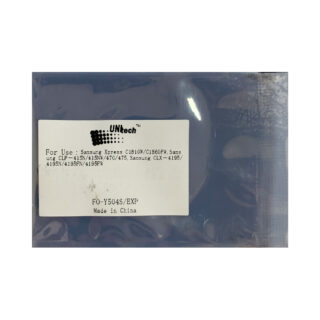 UNItech™
For Use : Samsung Xpress C1810W/C1860FW, Sams
ung CLP-415N/415NW/470/475, Samsung CLX-4195/
4195N/4195FN/4195FW
FO-Y504S/EXP
Made in China